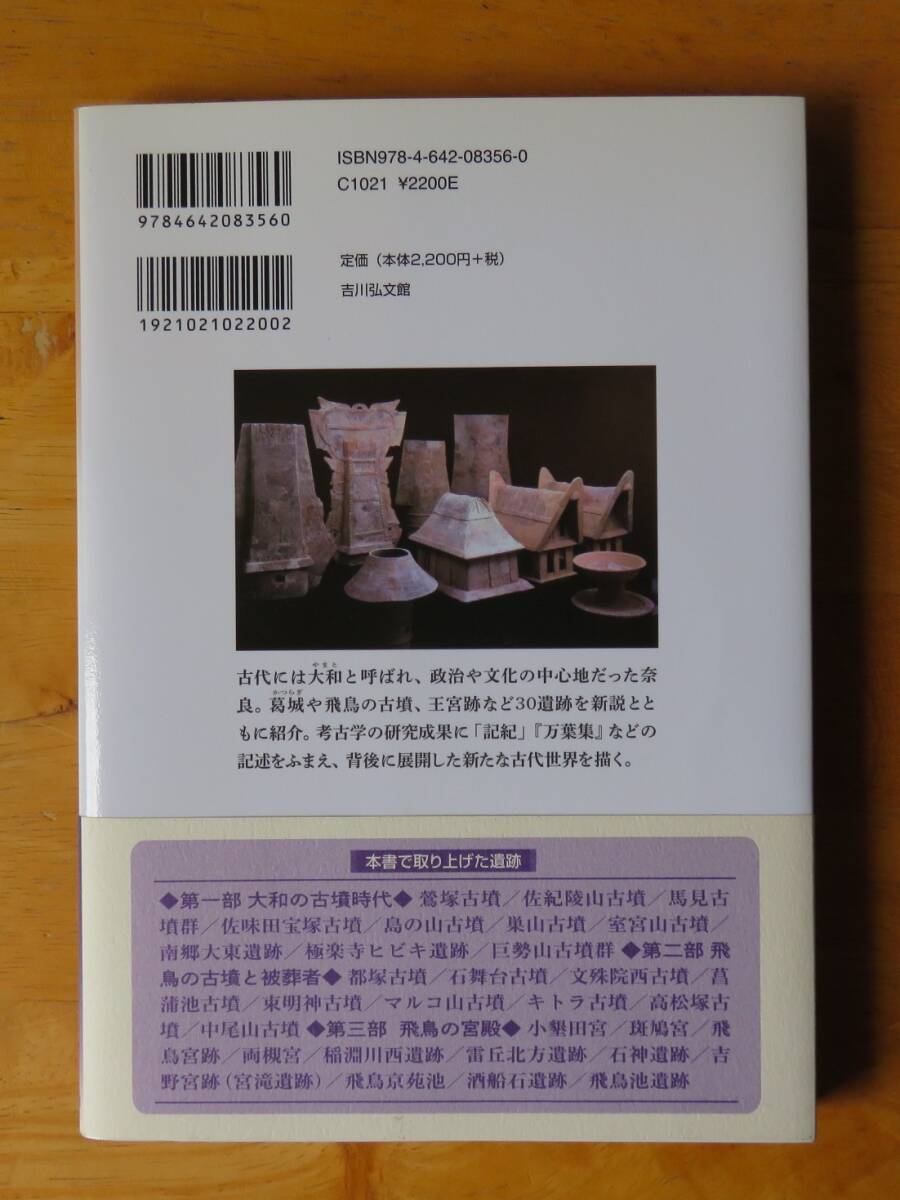 ISBN978-4-642-08356-0
C1021 ¥2200E
9784642083560
定価（本体2,200円＋税）
吉川弘文館
1921021022002
やまと
古代には大和と呼ばれ、政治や文化の中心地だった奈
かつらぎ
良。葛城や飛鳥の古墳、王宮跡など30遺跡を新説とと
もに紹介。考古学の研究成果に「記紀」『万葉集』などの
記述をふまえ、背後に展開した新たな古代世界を描く。
本書で取り上げた遺跡
◆第一部 大和の古墳時代◆ 鶯塚古墳／佐紀陵山古墳／馬見古
墳群／佐味田宝塚古墳／島の山古墳／巣山古墳／室宮山古墳／
南郷大東遺跡／極楽寺ヒビキ遺跡／巨勢山古墳群 ◆第二部 飛
鳥の古墳と被葬者◆ 都塚古墳／石舞台古墳／文殊院西古墳／菖
蒲池古墳／束明神古墳／マルコ山古墳／キトラ古墳／高松塚古
墳／中尾山古墳 ◆第三部 飛鳥の宮殿◆ 小墾田宮／斑鳩宮／飛
鳥宮跡／両槻宮／稲淵川西遺跡／雷丘北方遺跡／石神遺跡／吉
野宮跡（宮滝遺跡）／飛鳥京苑池／酒船石遺跡／飛鳥池遺跡